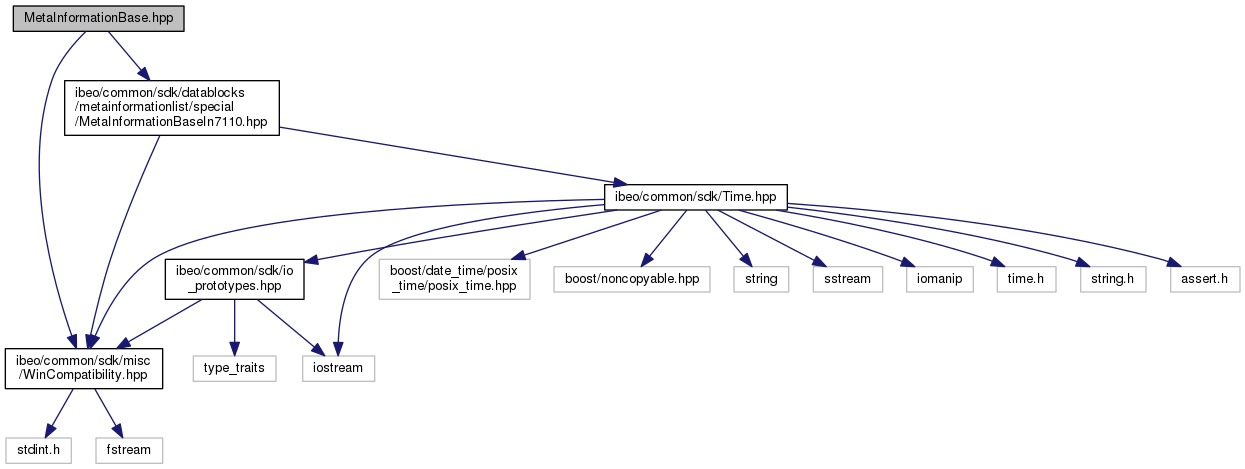 MetaInformationBase.hpp
ibeo/common/sdk/datablocks
/metainformationlist/special
/MetaInformationBaseIn7110.hpp
ibeo/common/sdk/Time.hpp
ibeo/common/sdk/io
_prototypes.hpp
boost/date_time/posix
_time/posix_time.hpp
boost/noncopyable.hpp
string
sstream
iomanip
time.h
string.h
assert.h
ibeo/common/sdk/misc
/WinCompatibility.hpp
type_traits
iostream
stdint.h
fstream